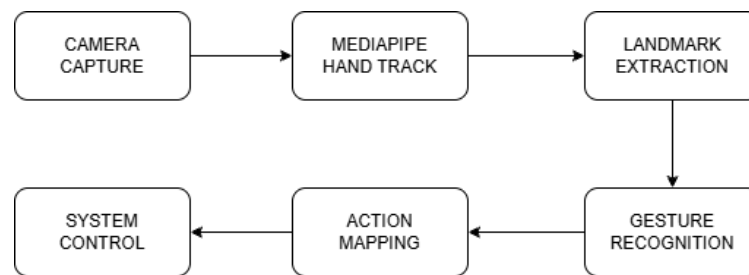 CAMERA
CAPTURE
MEDIAPIPE
HAND TRACK
LANDMARK
EXTRACTION
GESTURE
RECOGNITION
ACTION
MAPPING
SYSTEM
CONTROL